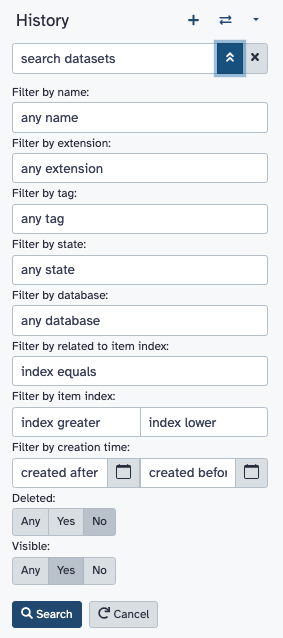 History
search datasets
Filter by name:
any name
Filter by extension:
any extension
Filter by tag:
any tag
Filter by state:
any state
Filter by database:
any database
Filter by related to item index:
index equals
Filter by item index:
index greater index lower
Filter by creation time:
created after created befor
Deleted:
Any Yes No
Visible:
Any Yes No
Search Cancel